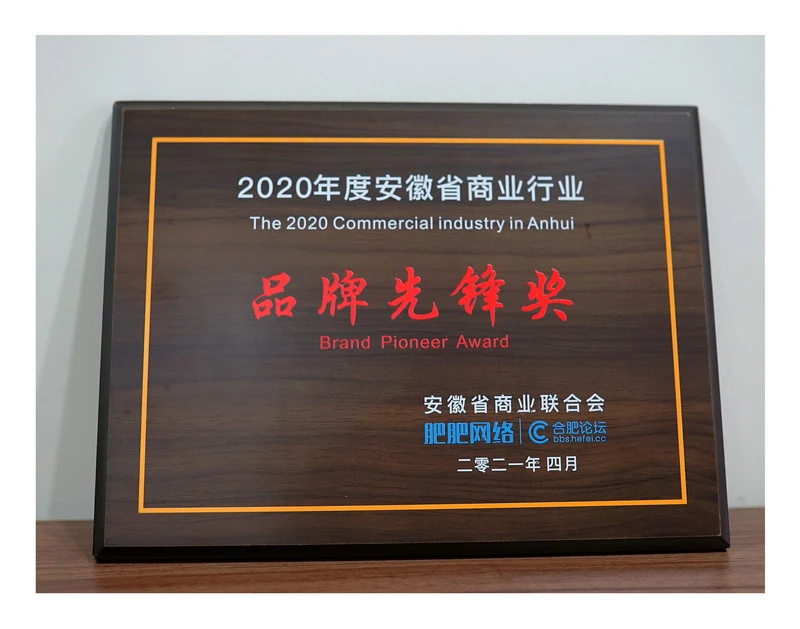 2020年度安徽省商业行业
The 2020 Commercial industry in Anhui
品牌先锋奖
Brand Pioneer Award
安徽省商业联合会
肥肥网络 合肥论坛
bbs.hefei.cc
二零二一年 四月